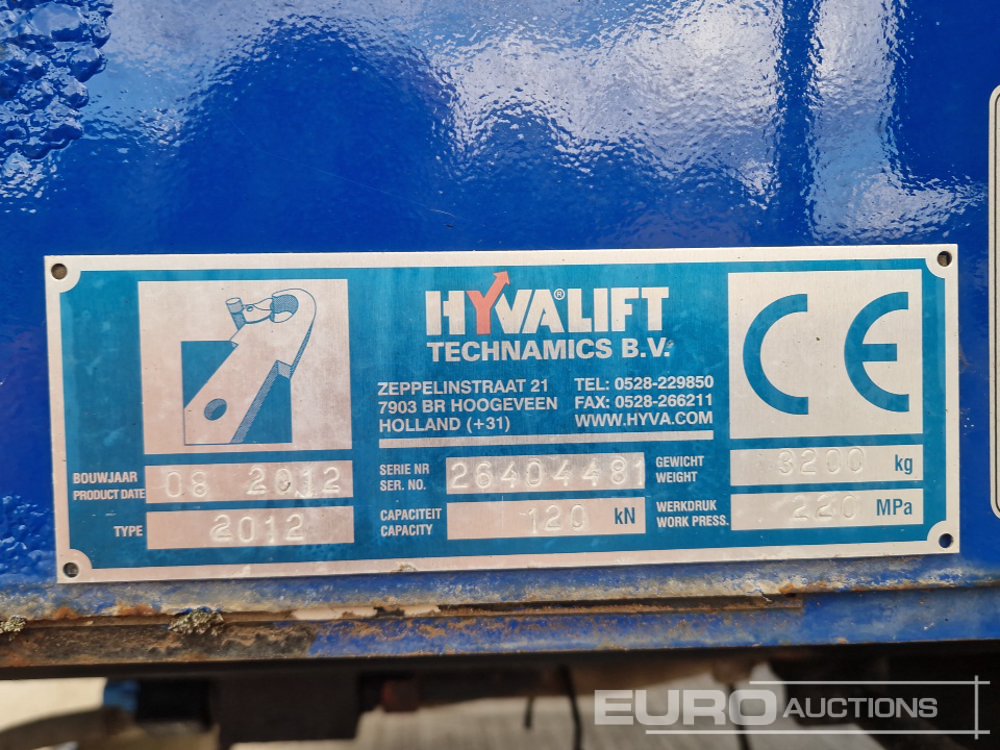 HYVA®LIFT
TECHNAMICS B.V.
ZEPPELINSTRAAT 21
7903 BR HOOGEVEEN
HOLLAND (+31)
TEL: 0528-229850
FAX: 0528-266211
WWW.HYVA.COM
CE
BOUWJAAR
PRODUCT DATE
08 2012
TYPE
2012
SERIE NR
SER. NO.
26404481
CAPACITEIT
CAPACITY
120 kN
GEWICHT
WEIGHT
3200 kg
WERKDRUK
WORK PRESS.
220 MPa
EURO AUCTIONS